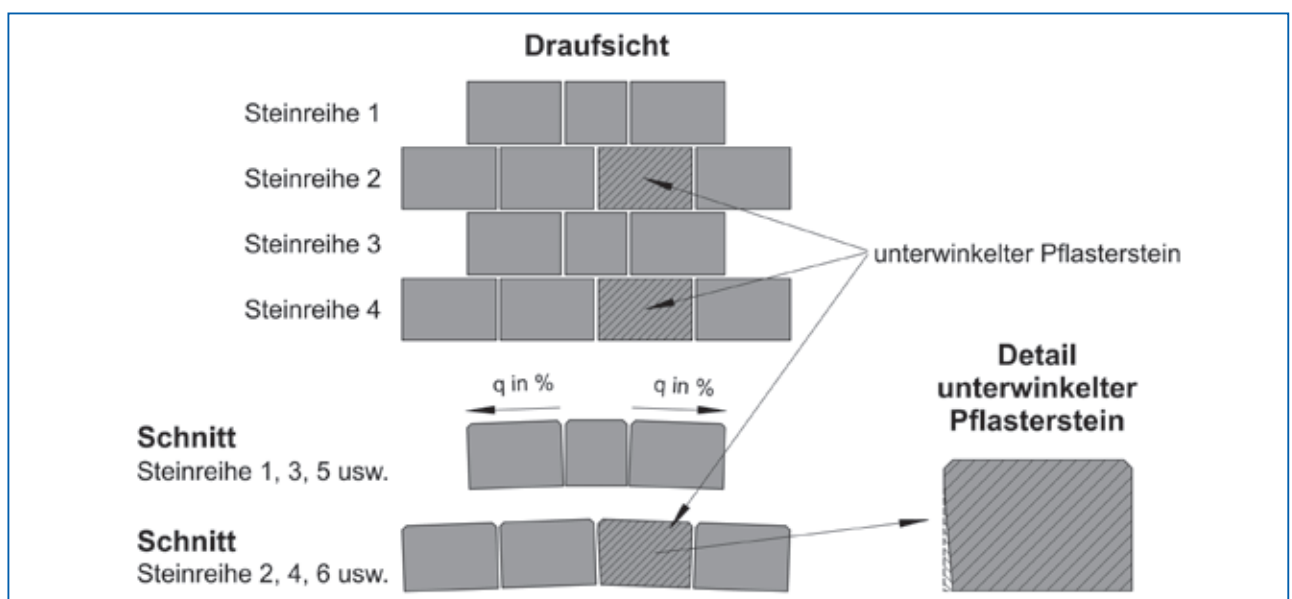 Draufsicht
Steinreihe 1
Steinreihe 2
Steinreihe 3
Steinreihe 4
unterwinkelter Pflasterstein
q in %
q in %
Schnitt
Steinreihe 1, 3, 5 usw.
Schnitt
Steinreihe 2, 4, 6 usw.
Detail
unterwinkelter
Pflasterstein